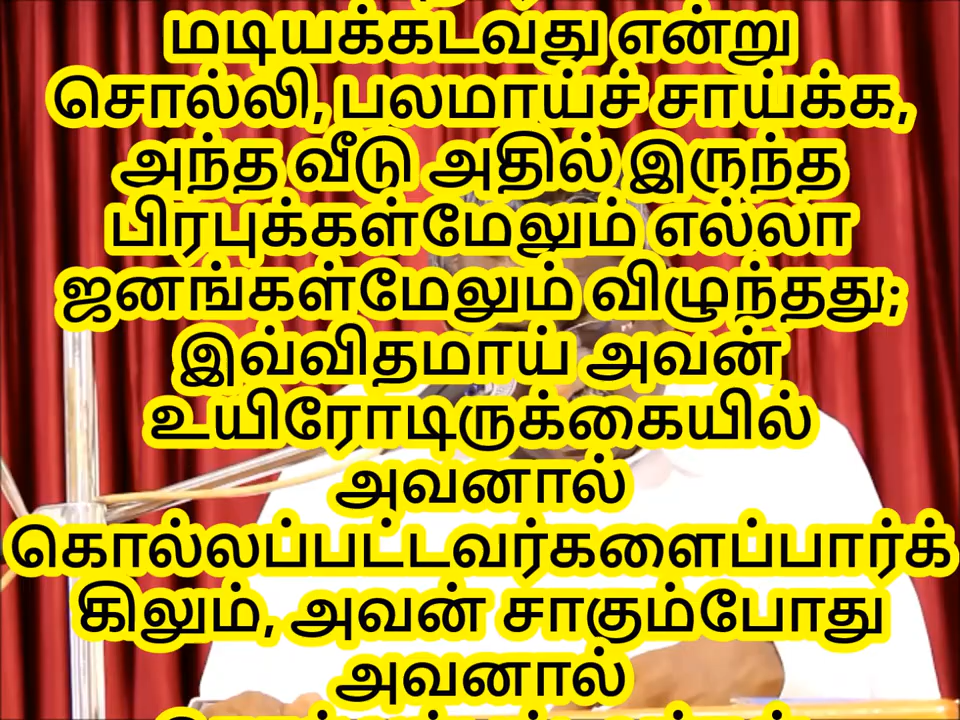 மடியக்கடவது என்று
சொல்லி, பலமாய்ச் சாய்க்க,
அந்த வீடு அதில் இருந்த
பிரபுக்கள்மேலும் எல்லா
ஜனங்கள்மேலும் விழுந்தது;
இவ்விதமாய் அவன்
உயிரோடிருக்கையில்
அவனால்
கொல்லப்பட்டவர்களைப்பார்க்
கிலும், அவன் சாகும்போது
அவனால்